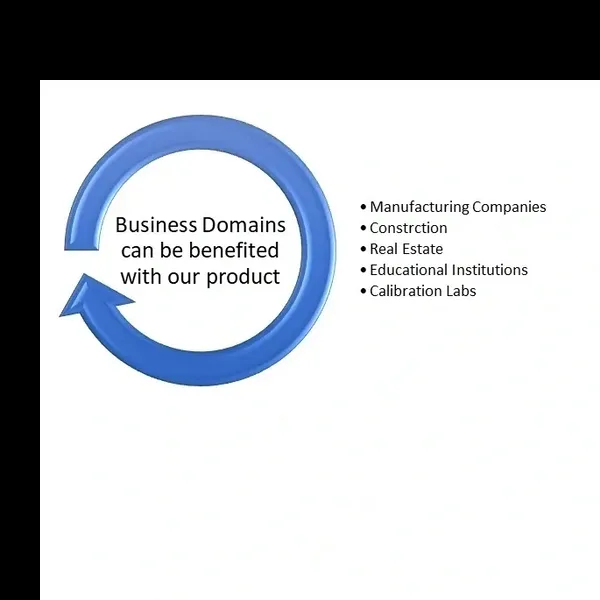 Business Domains
can be benefited
with our product
• Manufacturing Companies
• Constrction
• Real Estate
• Educational Institutions
• Calibration Labs